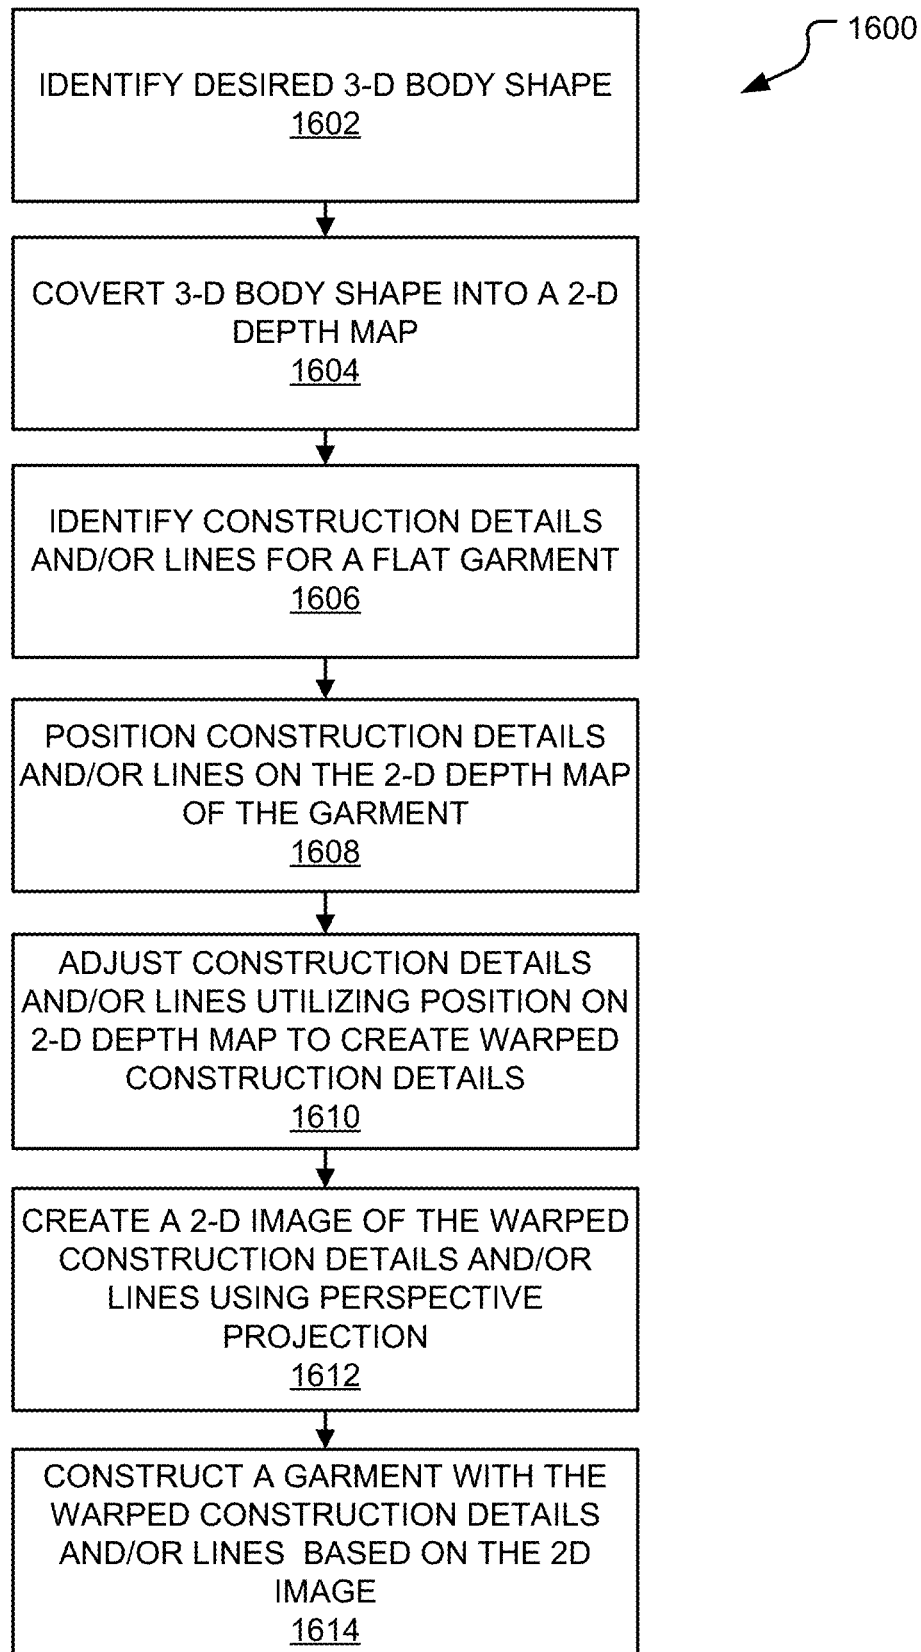 1600
IDENTIFY DESIRED 3-D BODY SHAPE
1602
COVERT 3-D BODY SHAPE INTO A 2-D
DEPTH MAP
1604
IDENTIFY CONSTRUCTION DETAILS
AND/OR LINES FOR A FLAT GARMENT
1606
POSITION CONSTRUCTION DETAILS
AND/OR LINES ON THE 2-D DEPTH MAP
OF THE GARMENT
1608
ADJUST CONSTRUCTION DETAILS
AND/OR LINES UTILIZING POSITION ON
2-D DEPTH MAP TO CREATE WARPED
CONSTRUCTION DETAILS
1610
CREATE A 2-D IMAGE OF THE WARPED
CONSTRUCTION DETAILS AND/OR
LINES USING PERSPECTIVE
PROJECTION
1612
CONSTRUCT A GARMENT WITH THE
WARPED CONSTRUCTION DETAILS
AND/OR LINES BASED ON THE 2D
IMAGE
1614